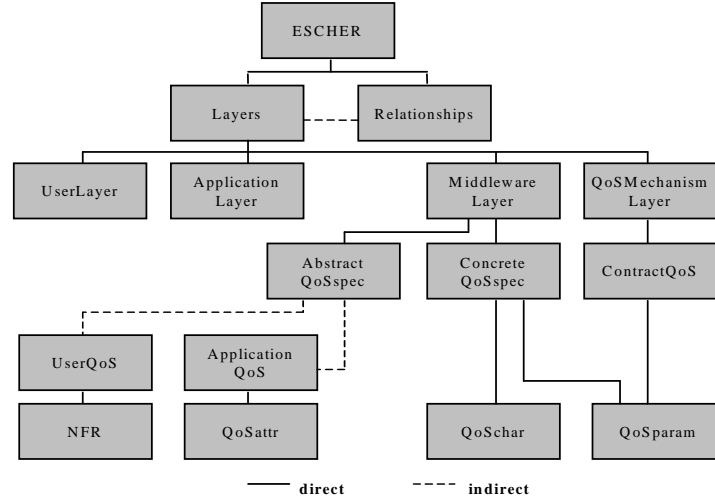 ESCHER
Layers
Relationships
UserLayer
Application
Layer
Middleware
Layer
QoSMechanism
Layer
Abstract
QoSspec
Concrete
QoSspec
ContractQoS
UserQoS
Application
QoS
NFR
QoSattr
QoSchar
QoSparam
direct
indirect